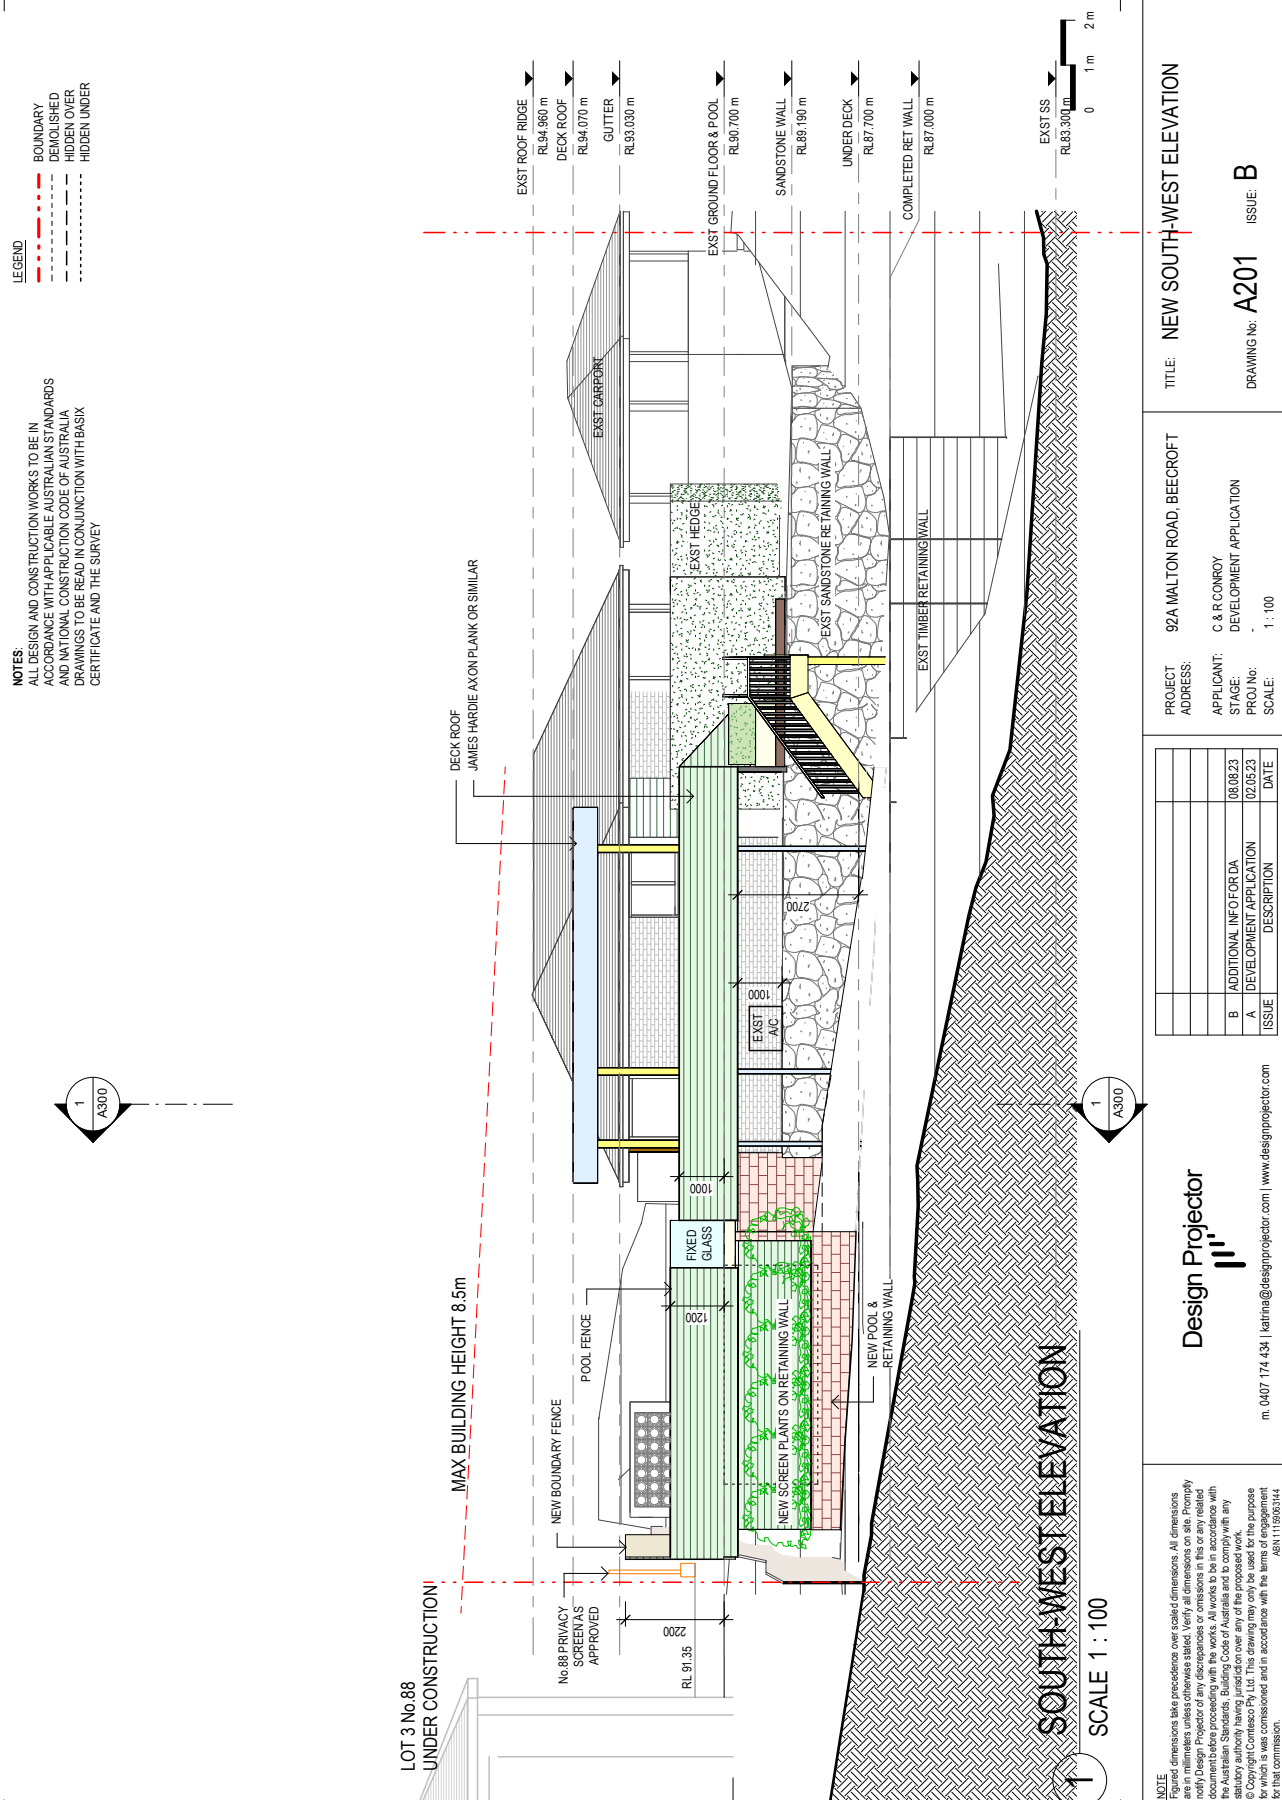 LEGEND
BOUNDARY
DEMOLISHED
HIDDEN OVER
HIDDEN UNDER
NOTES:
ALL DESIGN AND CONSTRUCTION WORKS TO BE IN
ACCORDANCE WITH APPLICABLE AUSTRALIAN STANDARDS
AND NATIONAL CONSTRUCTION CODE OF AUSTRALIA
DRAWINGS TO BE READ IN CONJUNCTION WITH BASIX
CERTIFICATE AND THE SURVEY
1
A300
EXST ROOF RIDGE
RL94.960 m
DECK ROOF
RL94.070 m
GUTTER
RL93.030 m
EXST GROUND FLOOR & POOL
RL90.700 m
SANDSTONE WALL
RL89.190 m
UNDER DECK
RL87.700 m
COMPLETED RET WALL
RL87.000 m
EXST SS
RL83.300 m
0 1 m 2 m
LOT 3 No.88
UNDER CONSTRUCTION
MAX BUILDING HEIGHT 8.5m
DECK ROOF
JAMES HARDIE AXON PLANK OR SIMILAR
EXST CARPORT
EXST HEDGE
EXST SANDSTONE RETAINING WALL
EXST TIMBER RETAINING WALL
NEW BOUNDARY FENCE
POOL FENCE
No.88 PRIVACY
SCREEN AS
APPROVED
2200
RL 91.35
1200
FIXED
GLASS
1000
EXST
A/C
1000
2700
NEW SCREEN PLANTS ON RETAINING WALL
NEW POOL &
RETAINING WALL
1
A300
1
SOUTH-WEST ELEVATION
SCALE 1 : 100
NOTE
Figured dimensions take precedence over scaled dimensions. All dimensions
are in millimeters unless otherwise stated. Verify all dimensions on site. Promptly
notify Design Projector of any discrepancies or omissions in this or any related
document before proceeding with the works. All works to be in accordance with
the Australian Standards, Building Code of Australia and to comply with any
statutory authority having jurisdiction over any of the proposed work.
© Copyright Comtesco Pty Ltd. This drawing may only be used for the purpose
for which is was comissioned and in accordance with the terms of engagement
for that commission.
ABN 11159063144
Design Projector
m. 0407 174 434 | katrina@designprojector.com | www.designprojector.com
B ADDITIONAL INFO FOR DA 08.08.23
A DEVELOPMENT APPLICATION 02.05.23
ISSUE DESCRIPTION DATE
PROJECT
ADDRESS:
92A MALTON ROAD, BEECROFT
APPLICANT: C & R CONROY
STAGE: DEVELOPMENT APPLICATION
PROJ No: -
SCALE: 1 : 100
TITLE: NEW SOUTH-WEST ELEVATION
DRAWING No: A201 ISSUE: B